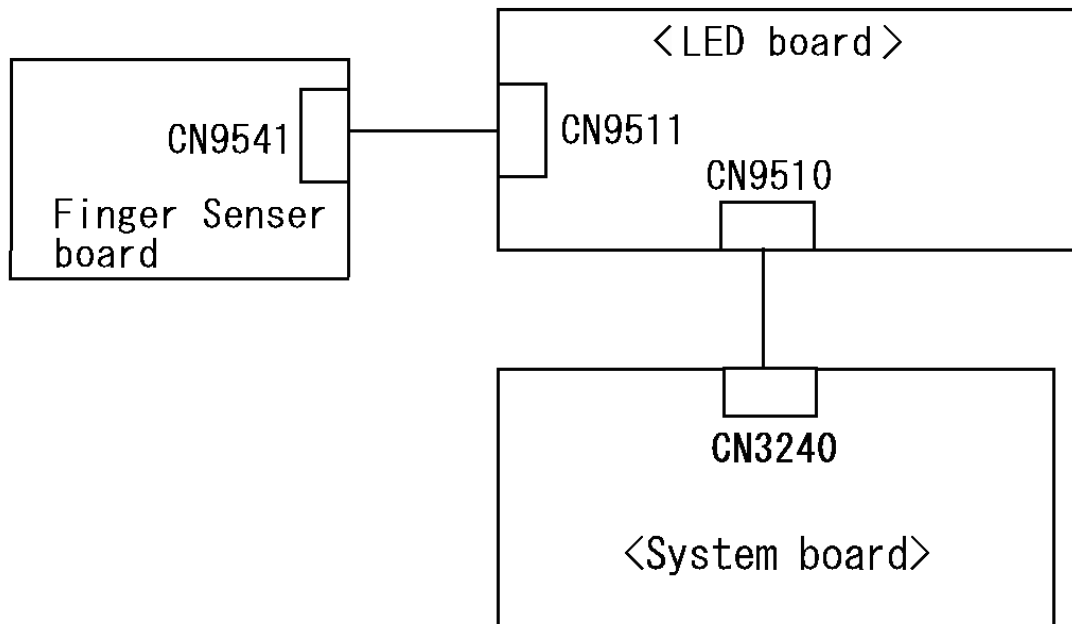 <LED board>
CN9541
CN9511
CN9510
Finger Senser
board
CN3240
<System board>